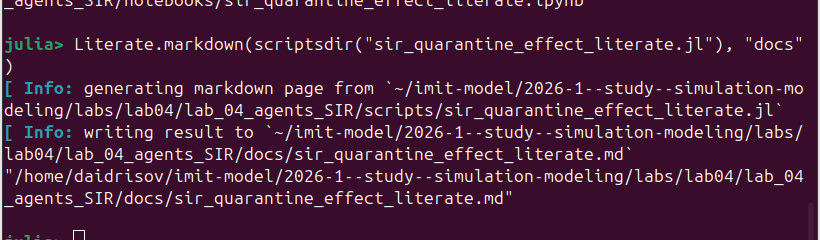 _agents_SIR/notebooks/sir_quarantine_effect_literate.ipynb"
julia> Literate.markdown(scriptsdir("sir_quarantine_effect_literate.jl"), "docs"
)
[ Info: generating markdown page from `~/imit-model/2026-1--study--simulation-mo
deling/labs/lab04/lab_04_agents_SIR/scripts/sir_quarantine_effect_literate.jl`
[ Info: writing result to `~/imit-model/2026-1--study--simulation-modeling/labs/
lab04/lab_04_agents_SIR/docs/sir_quarantine_effect_literate.md`
"/home/daidrisov/imit-model/2026-1--study--simulation-modeling/labs/lab04/lab_04
_agents_SIR/docs/sir_quarantine_effect_literate.md"
julia>